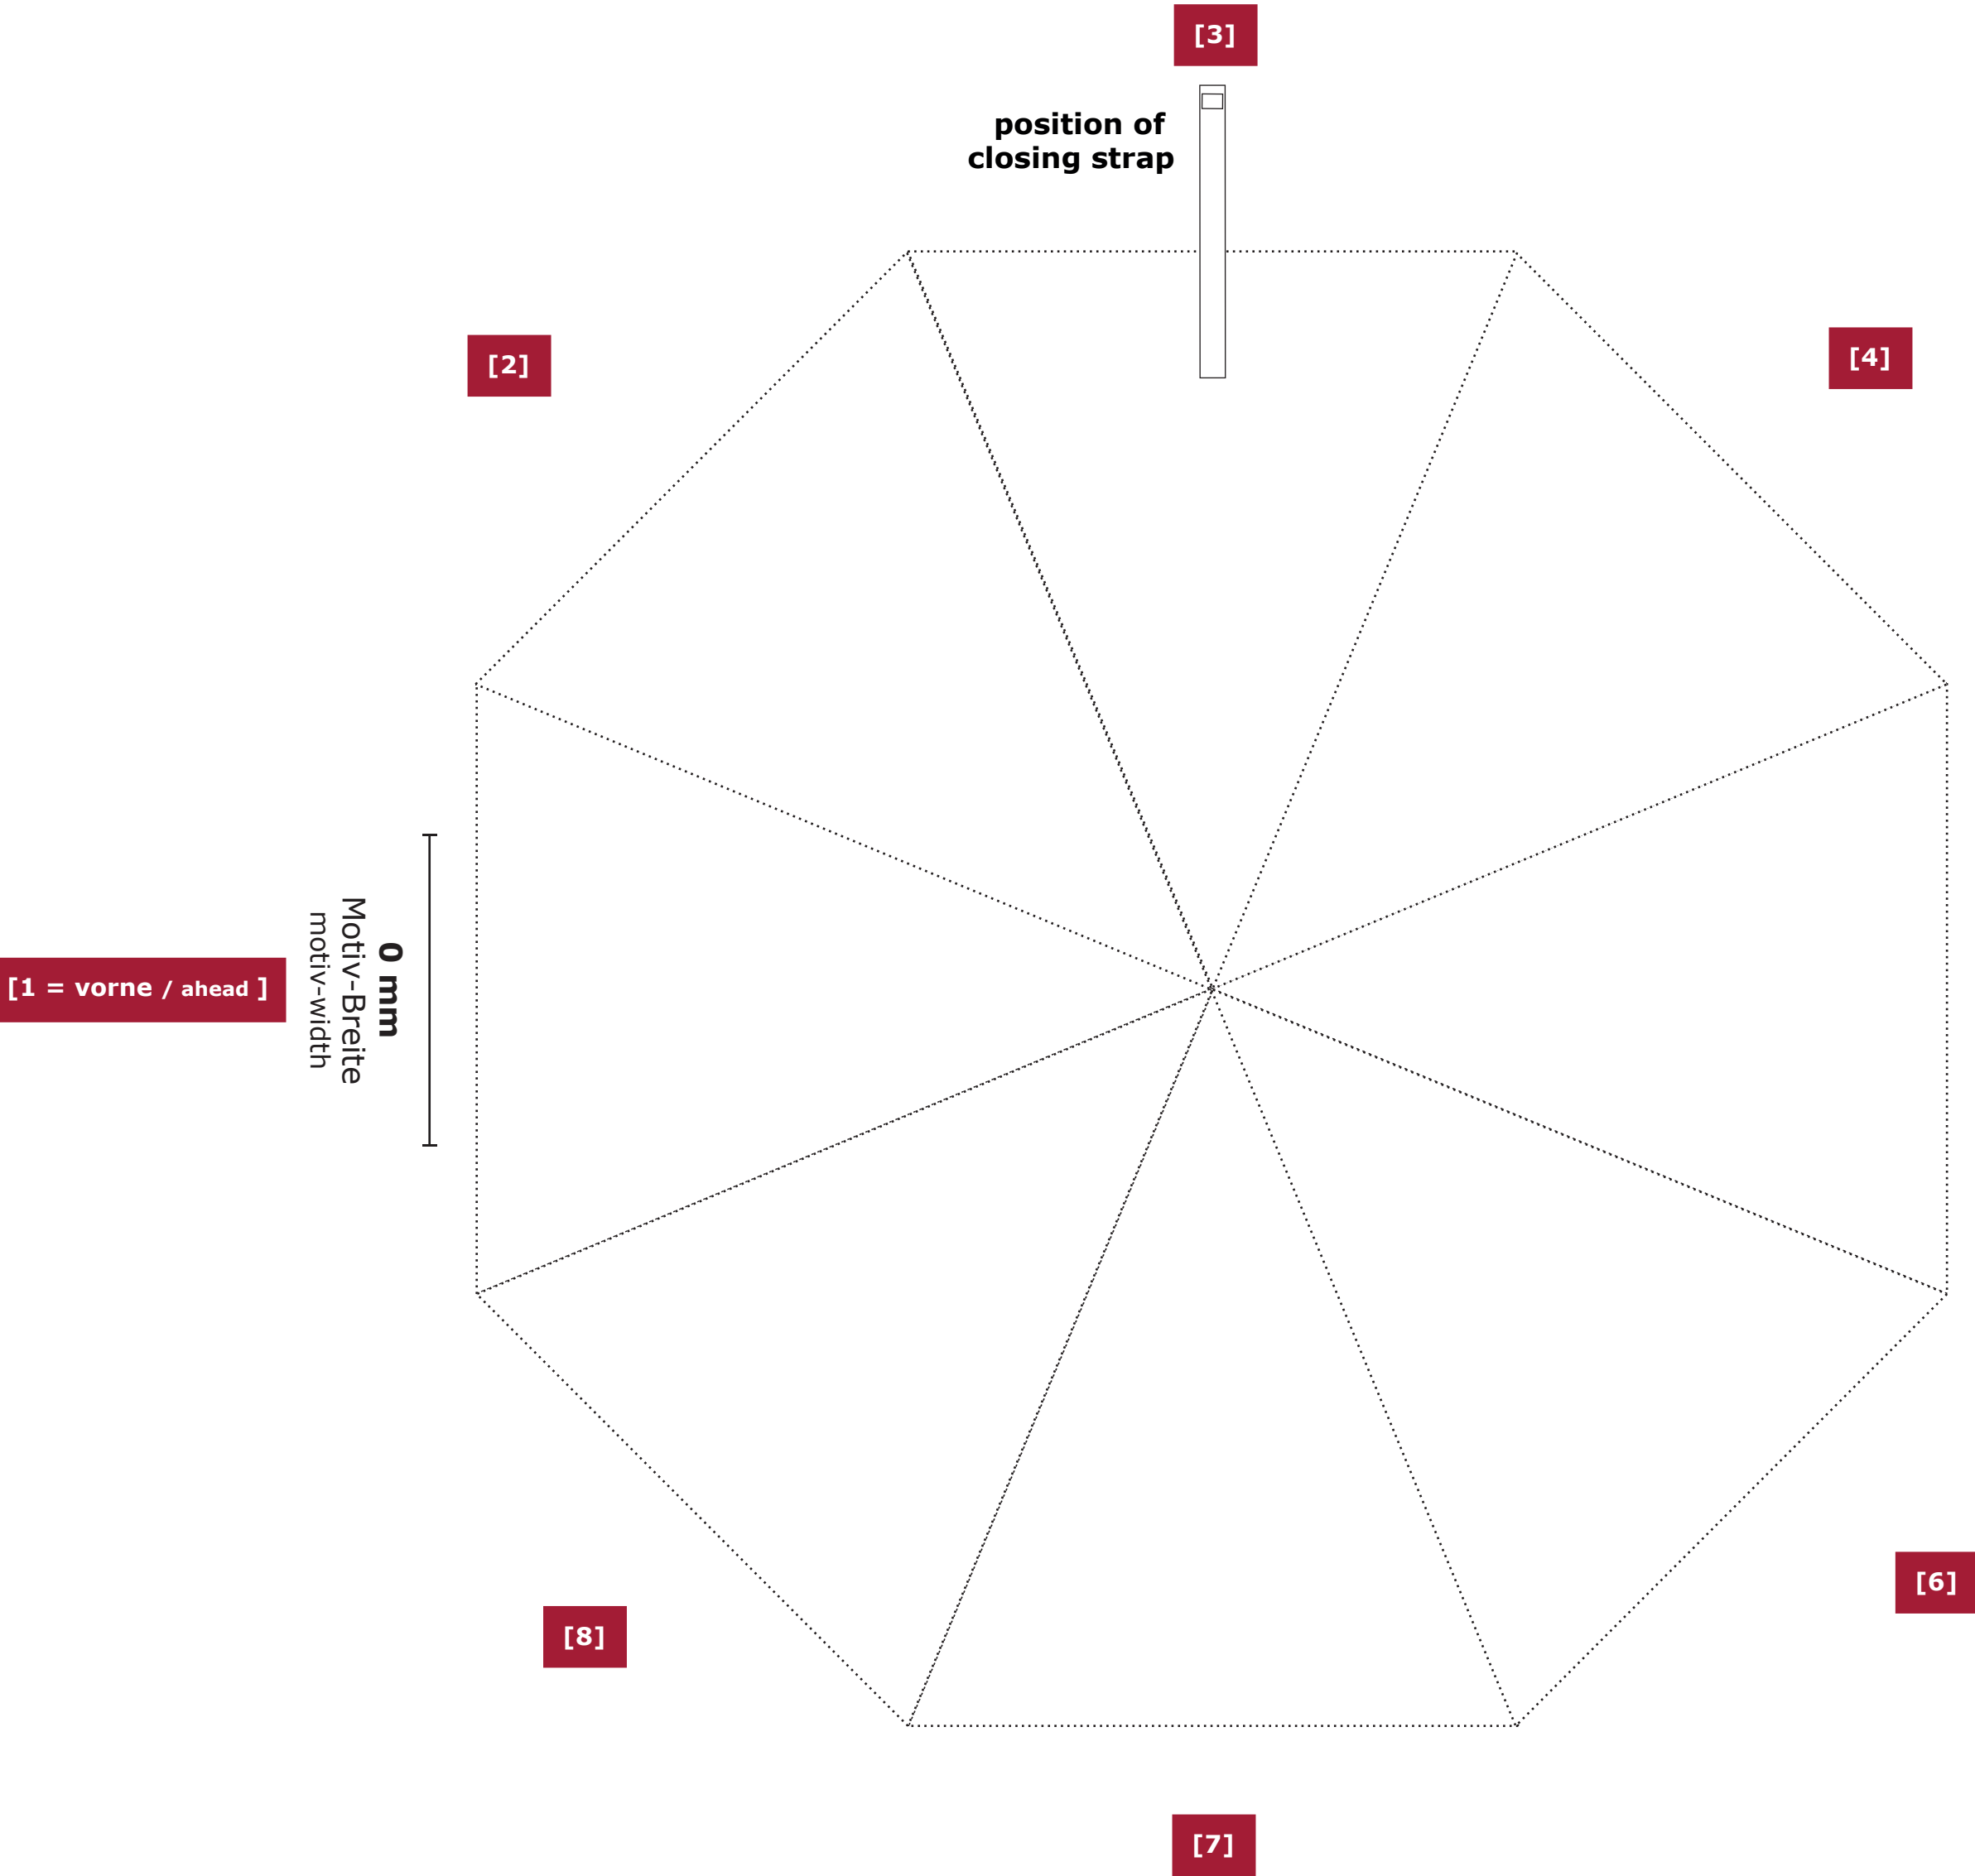 [3]
position of
closing strap
[2]
[4]
0 mm
Motiv-Breite
motiv-width
[1 = vorne / ahead ]
[6]
[8]
[7]